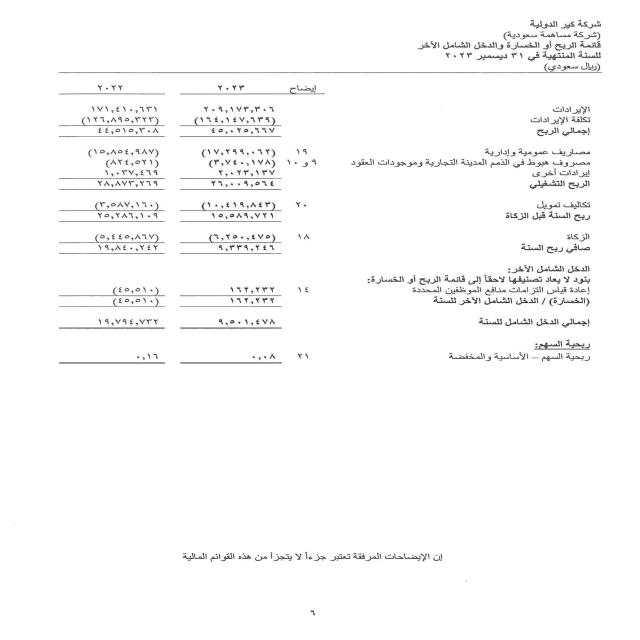 شركة كير الدولية
(شركة مساهمة سعودية)
قائمة الربح أو الخسارة والدخل الشامل الآخر
للسنة المنتهية في ٣١ ديسمبر ٢٠٢٣
(ريال سعودي)
إيضاح ٢٠٢٣ ٢٠٢٢
الإيرادات ٢٠٩,١٧٣,٣٠٦ ١٧١,٤١٠,٦٣١
تكلفة الإيرادات (١٦٤,١٤٧,٦٣٩) (١٢٦,٨٩٥,٣٢٣)
إجمالي الربح ٤٥,٠٢٥,٦٦٧ ٤٤,٥١٥,٣٠٨
مصاريف عمومية وإدارية ١٩ (١٧,٢٩٩,٠٦٢) (١٥,٨٥٤,٩٨٧)
مصروف هبوط في الذمم المدينة التجارية وموجودات العقود ٩ و ١٠ (٣,٧٤٠,١٧٨) (٨٢٤,٥٢١)
إيرادات أخرى ٢,٠٢٣,١٣٧ ١,٠٣٧,٤٦٩
الربح التشغيلي ٢٦,٠٠٩,٥٦٤ ٢٨,٨٧٣,٢٦٩
تكاليف تمويل ٢٠ (١٠,٤١٩,٨٤٣) (٣,٥٨٧,١٦٠)
ربح السنة قبل الزكاة ١٥,٥٨٩,٧٢١ ٢٥,٢٨٦,١٠٩
الزكاة ١٨ (٦,٢٥٠,٤٧٥) (٥,٤٤٥,٨٦٧)
صافي ربح السنة ٩,٣٣٩,٢٤٦ ١٩,٨٤٠,٢٤٢
الدخل الشامل الآخر:
بنود لا يعاد تصنيفها لاحقاً إلى قائمة الربح أو الخسارة:
إعادة قياس التزامات منافع الموظفين المحددة ١٤ ١٦٢,٢٣٢ (٤٥,٥١٠)
(الخسارة) / الدخل الشامل الآخر للسنة ١٦٢,٢٣٢ (٤٥,٥١٠)
إجمالي الدخل الشامل للسنة ٩,٥٠١,٤٧٨ ١٩,٧٩٤,٧٣٢
ربحية السهم:
ربحية السهم – الأساسية والمخفضة ٢١ ٠,٠٨ ٠,١٦
إن الإيضاحات المرفقة تعتبر جزءاً لا يتجزأ من هذه القوائم المالية
٦